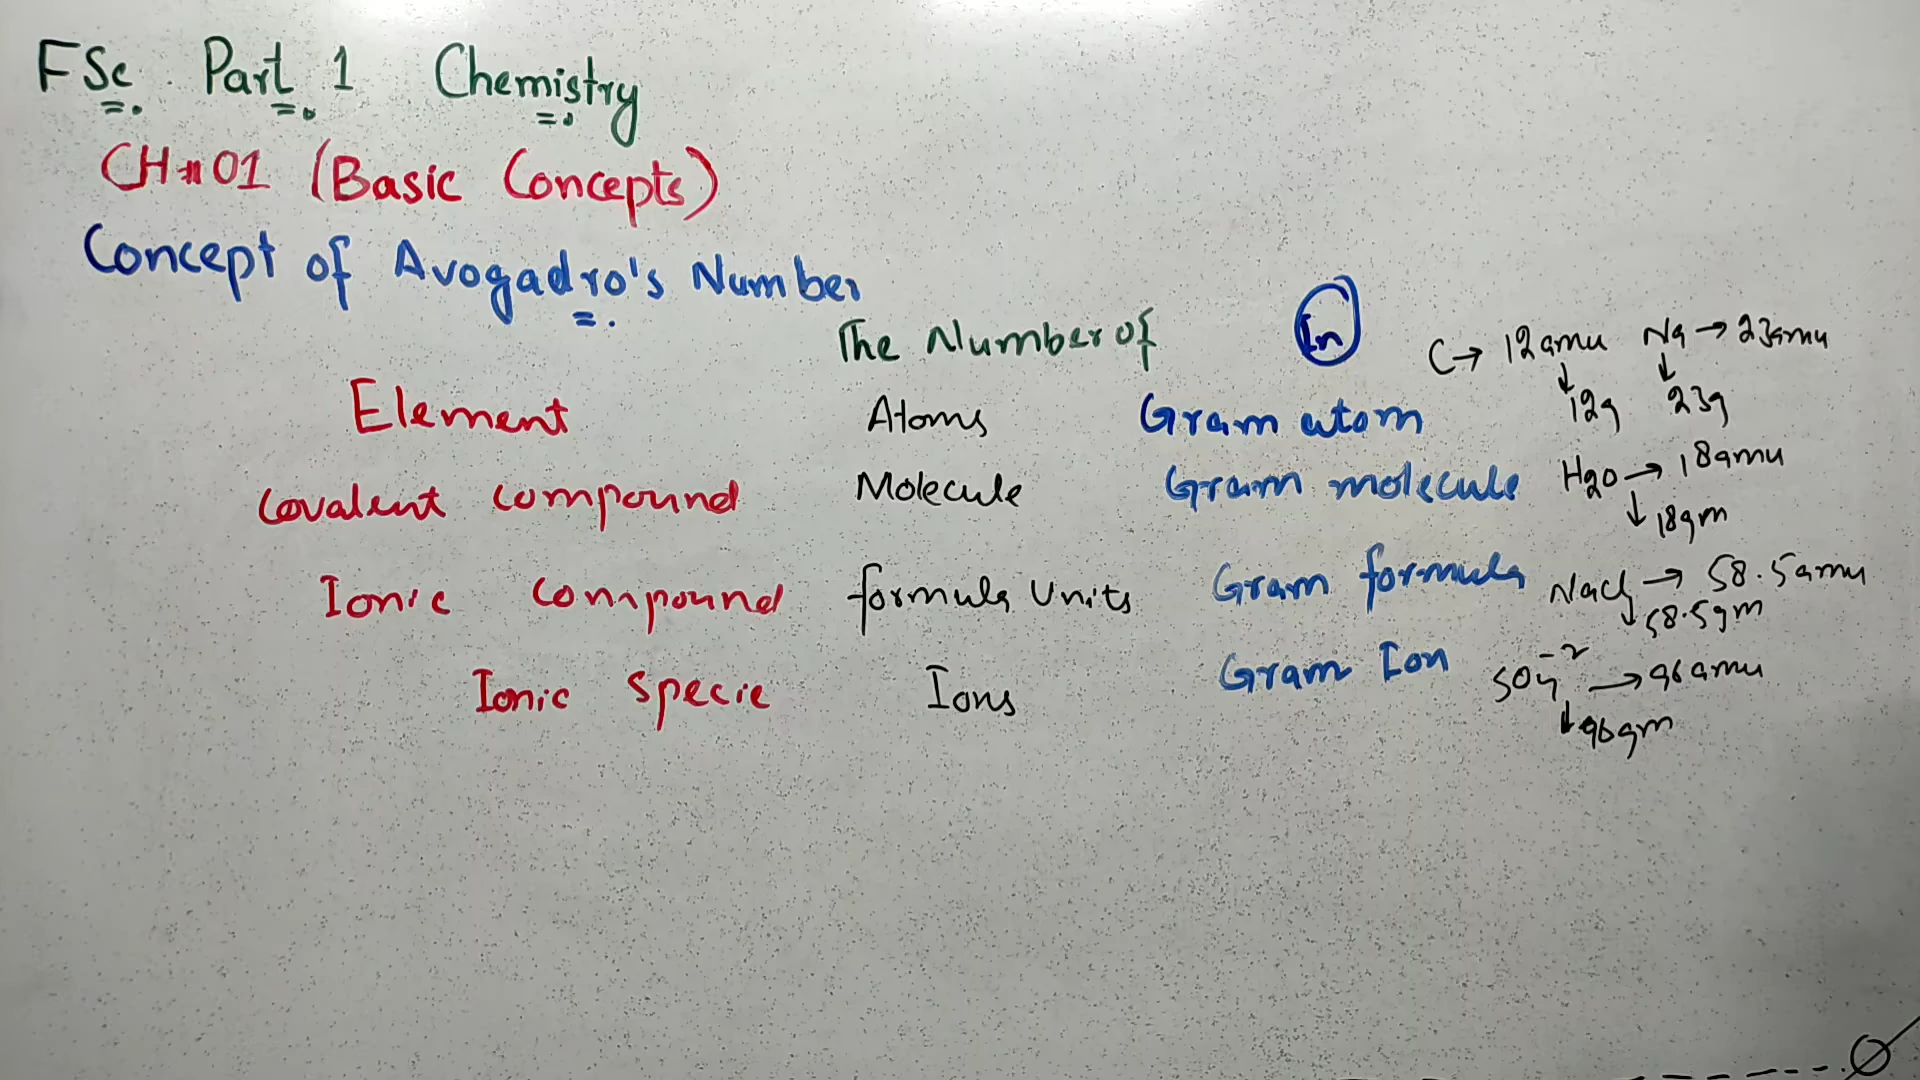 FSc Part 1 Chemistry
CH#01 (Basic Concepts)
Concept of Avogadro's Number
The Number of In
C→ 12amu Na → 23amu
↓ ↓
12g 23g
Element Atoms Gram atom
Covalent compound Molecule Gram molecule H2O → 18amu
↓ 18gm
Ionic compound formula Units Gram formula NaCl → 58.5amu
↓ 58.5gm
Ionic specie Ions Gram Ion SO4⁻² → 96amu
↓ 96gm